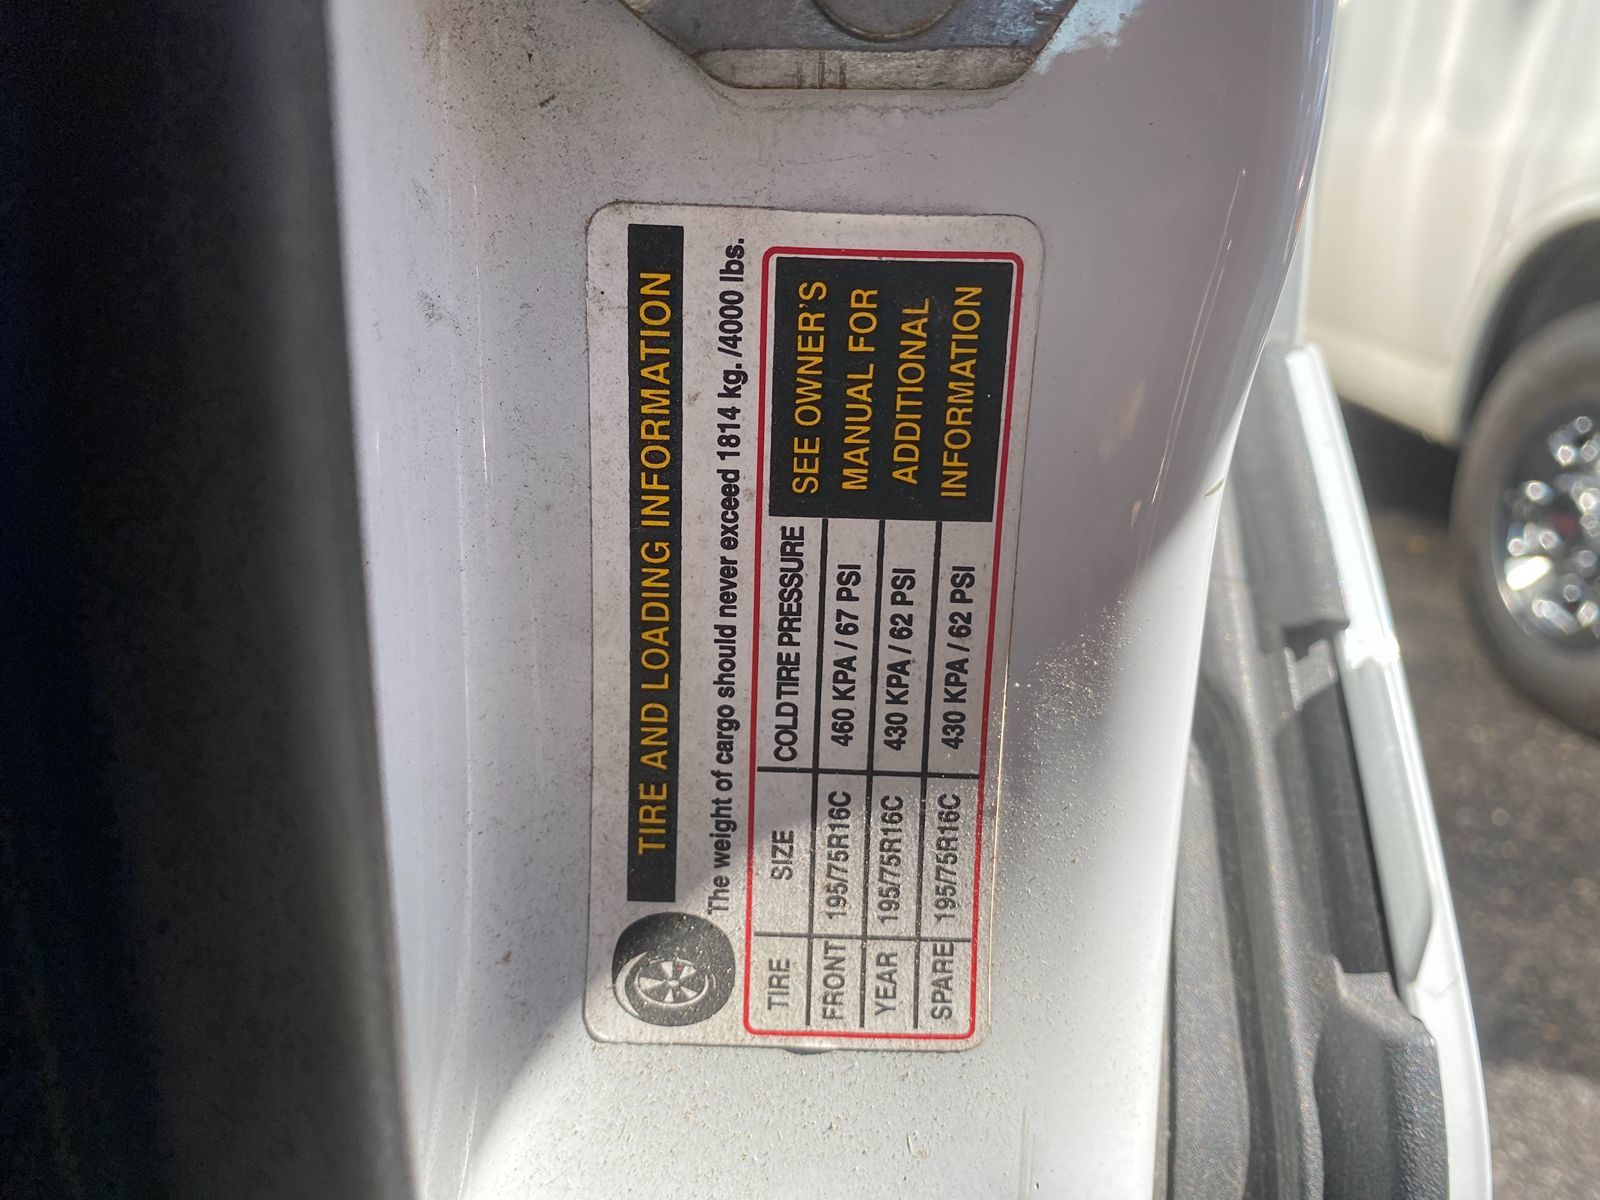 TIRE AND LOADING INFORMATION
The weight of cargo should never exceed 1814 kg. /4000 lbs.
TIRE SIZE COLD TIRE PRESSURE
FRONT 195/75R16C 460 KPA / 67 PSI
YEAR 195/75R16C 430 KPA / 62 PSI
SPARE 195/75R16C 430 KPA / 62 PSI
SEE OWNER'S
MANUAL FOR
ADDITIONAL
INFORMATION